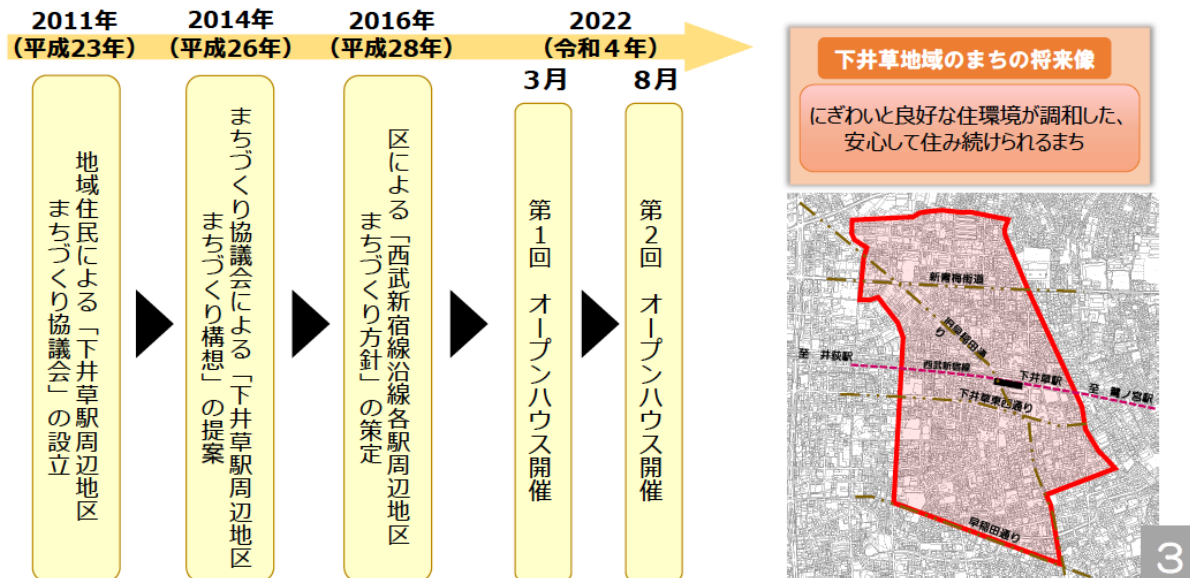 2011年
（平成23年）
2014年
（平成26年）
2016年
（平成28年）
2022
（令和４年）
３月
８月
地域住民による「下井草駅周辺地区
まちづくり協議会」の設立
まちづくり協議会による「下井草駅周辺地区
まちづくり構想」の提案
区による「西武新宿線沿線各駅周辺地区
まちづくり方針」の策定
第1回　オープンハウス開催
第2回　オープンハウス開催
下井草地域のまちの将来像
にぎわいと良好な住環境が調和した、
安心して住み続けられるまち
新青梅街道
旧早稲田通
り
至 井荻駅
西武新宿線
下井草駅
至 鷺ノ宮駅
下井草東西通り
早稲田通り
3